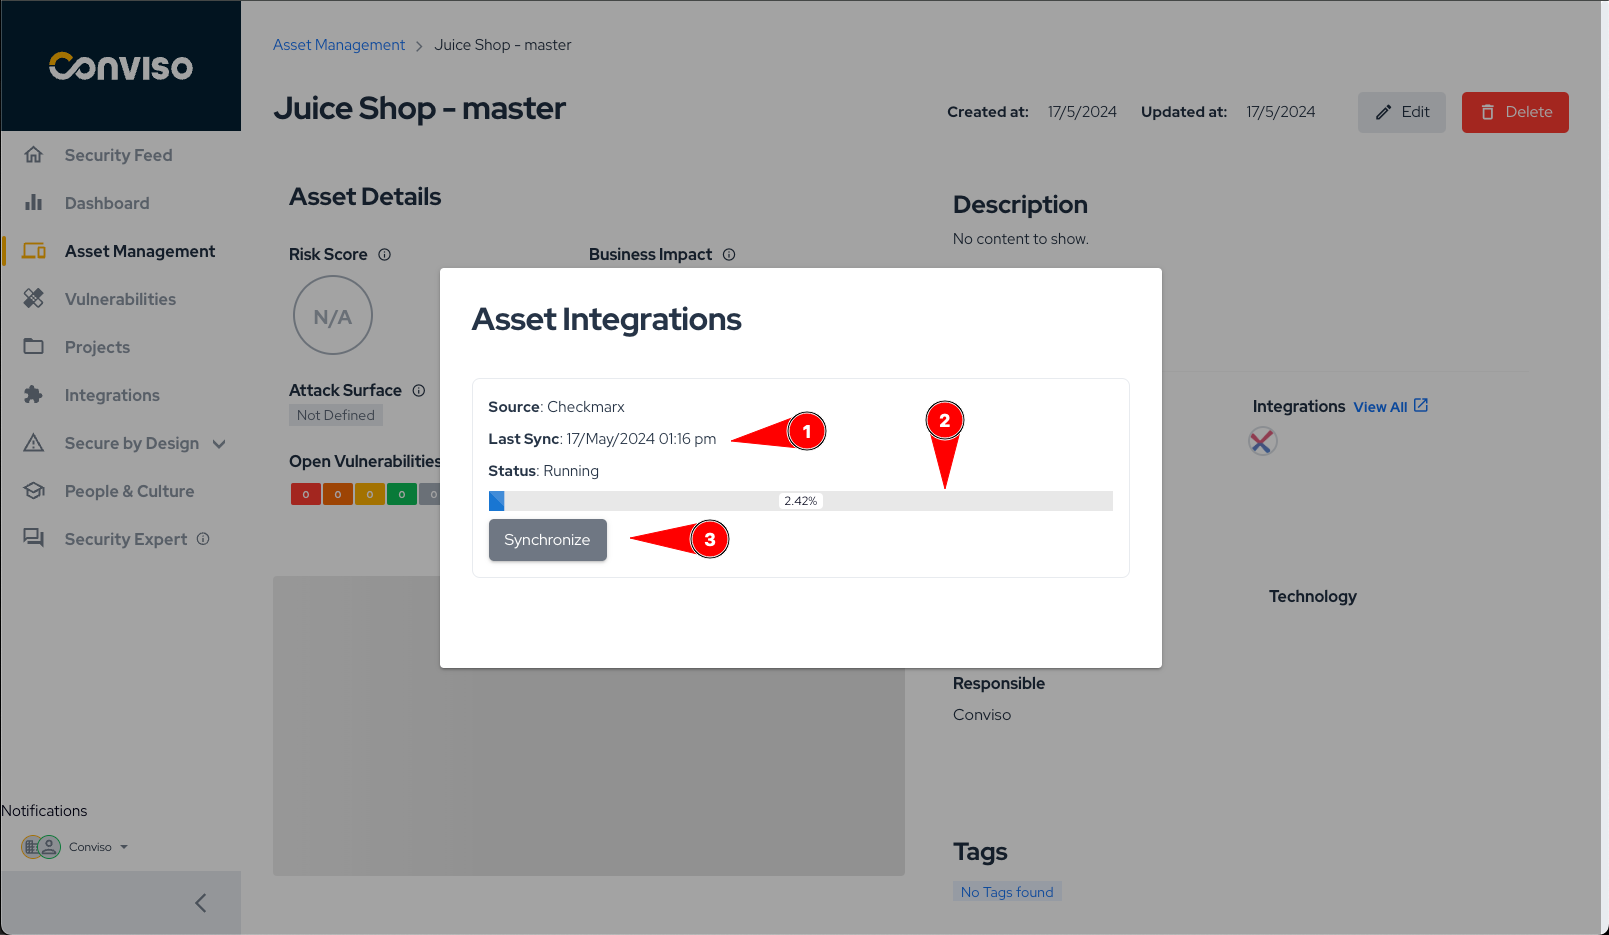 Conviso
Asset Management > Juice Shop - master
Juice Shop - master
Created at: 17/5/2024 Updated at: 17/5/2024
Edit
Delete
Security Feed
Dashboard
Asset Management
Vulnerabilities
Projects
Integrations
Secure by Design
People & Culture
Security Expert
Notifications
Conviso
Asset Details
Risk Score
N/A
Business Impact
Attack Surface
Not Defined
Open Vulnerabilities
0 0 0 0 0
Description
No content to show.
Asset Integrations
Source: Checkmarx
Last Sync: 17/May/2024 01:16 pm
1
2
Status: Running
2.42%
Synchronize
3
Integrations View All
Technology
Responsible
Conviso
Tags
No Tags found